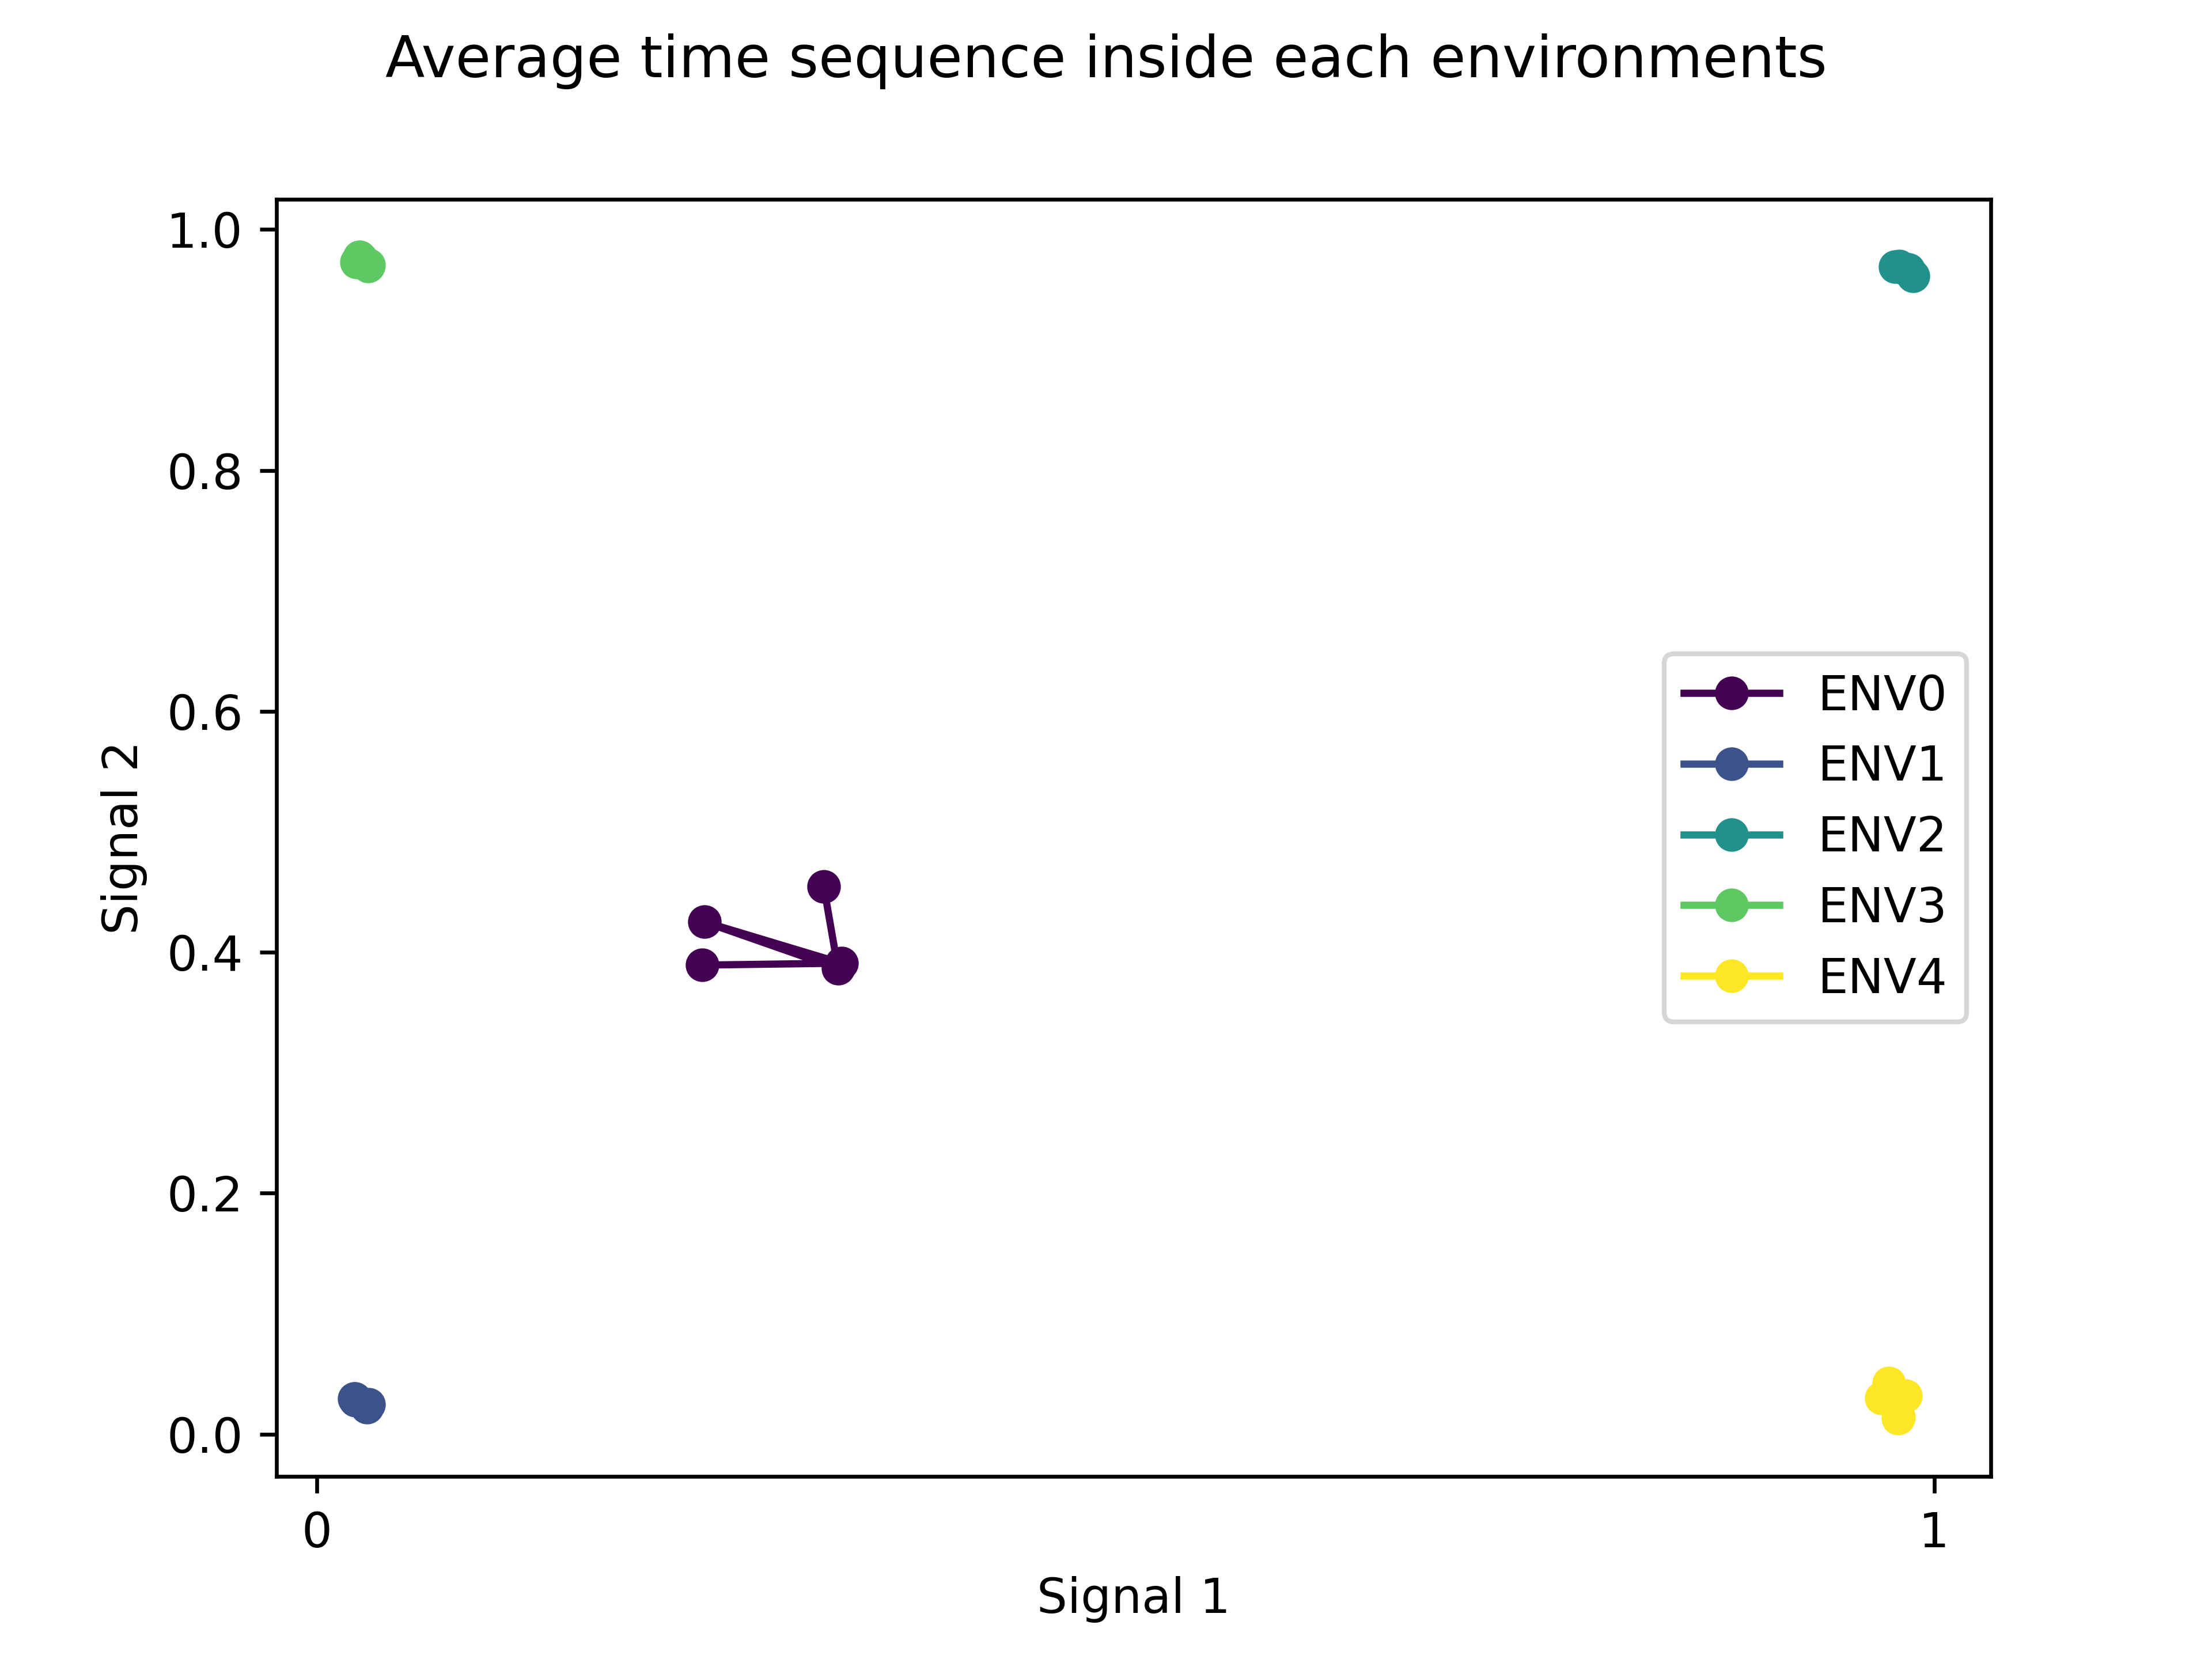 Average time sequence inside each environments
1.0
0.8
0.6
0.4
0.2
0.0
Signal 2
ENV0
ENV1
ENV2
ENV3
ENV4
0 1
Signal 1